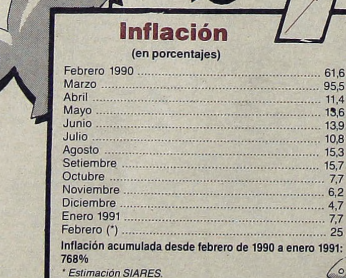 Inflación
(en porcentajes)
Febrero 1990 ........ 61,6
Marzo ........ 95,5
Abril ........ 11,4
Mayo ........ 13,6
Junio ........ 13,9
Julio ........ 10,8
Agosto ........ 15,3
Setiembre ........ 15,7
Octubre ........ 7,7
Noviembre ........ 6,2
Diciembre ........ 4,7
Enero 1991 ........ 7,7
Febrero (*) ........ 25
Inflación acumulada desde febrero de 1990 a enero 1991:
768%
* Estimación SIARES.